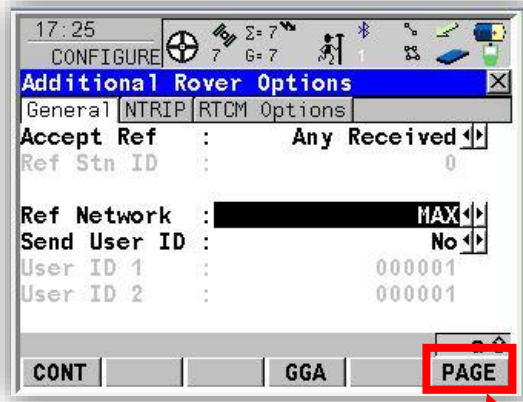 17:25
CONFIGURE 7 Σ=7 G=7 1
Additional Rover Options
General NTRIP RTCM Options
Accept Ref : Any Received
Ref Stn ID : 0
Ref Network : MAX
Send User ID : No
User ID 1 : 000001
User ID 2 : 000001
CONT GGA PAGE